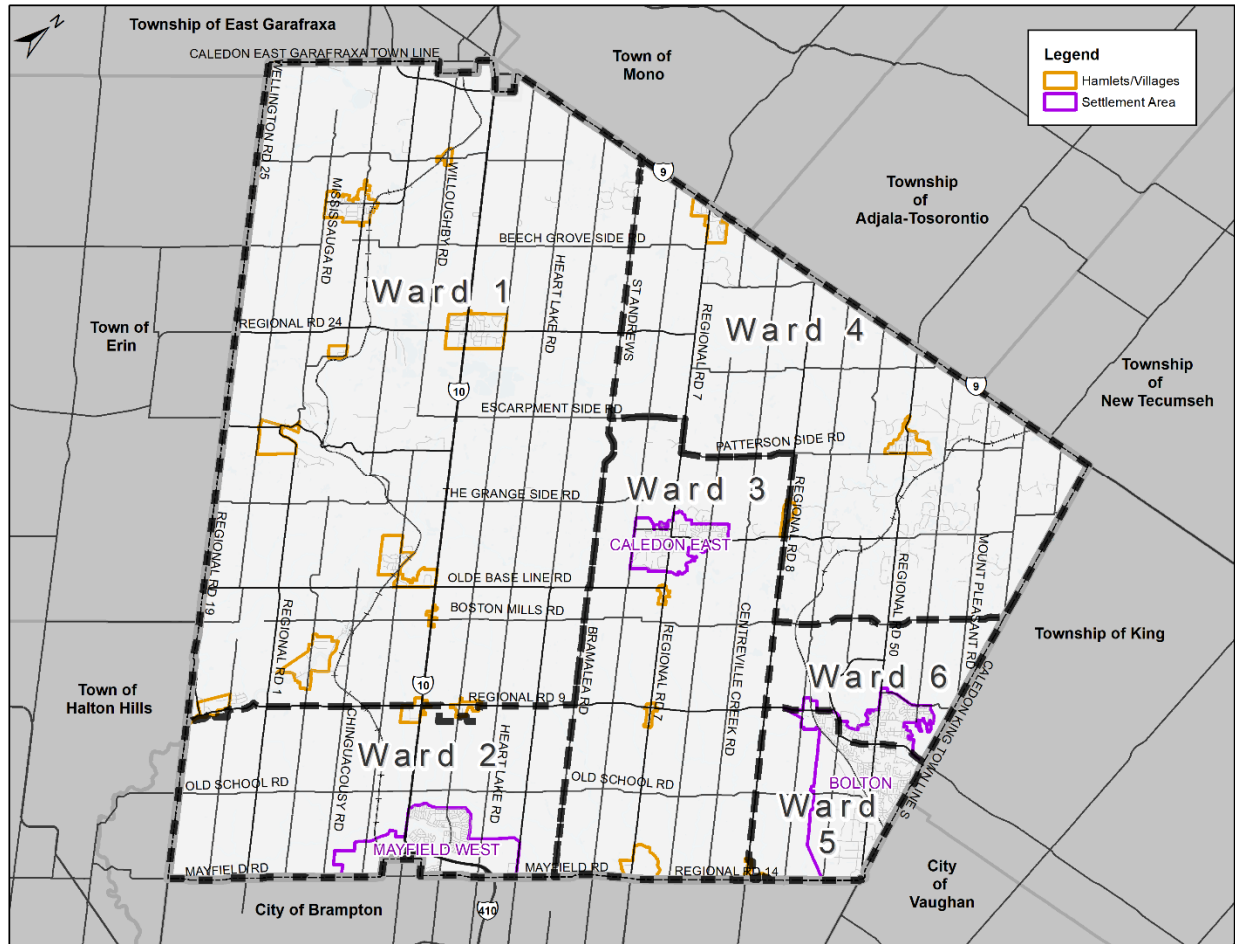 Township of East Garafraxa
CALEDON EAST GARAFRAXA TOWN LINE
Town of
Mono
Legend
Hamlets/Villages
Settlement Area
WELLINGTON RD 25
MISSISSAUGA RD
WILLOUGHBY RD
9
Township
of
Adjala-Tosorontio
BEECH GROVE SIDE RD
HEART LAKE RD
ST ANDREWS
REGIONAL RD 7
Ward 1
Ward 4
Town of
Erin
REGIONAL RD 24
10
9
Township
of
New Tecumseh
ESCARPMENT SIDE RD
PATTERSON SIDE RD
THE GRANGE SIDE RD
Ward 3
REGIONAL RD 8
CALEDON EAST
REGIONAL RD 19
OLDE BASE LINE RD
BOSTON MILLS RD
REGIONAL RD 1
BRAMALEA RD
REGIONAL RD 7
CENTREVILLE CREEK RD
REGIONAL RD 50
MOUNT PLEASANT RD
Township of King
CALEDON KING TOWN LINE S
Town of
Halton Hills
10
REGIONAL RD 9
Ward 6
CHINGUACOUSY RD
Ward 2
HEART LAKE RD
OLD SCHOOL RD
OLD SCHOOL RD
BOLTON
Ward
5
MAYFIELD WEST
MAYFIELD RD
MAYFIELD RD
REGIONAL RD 14
City of Brampton
410
City
of
Vaughan